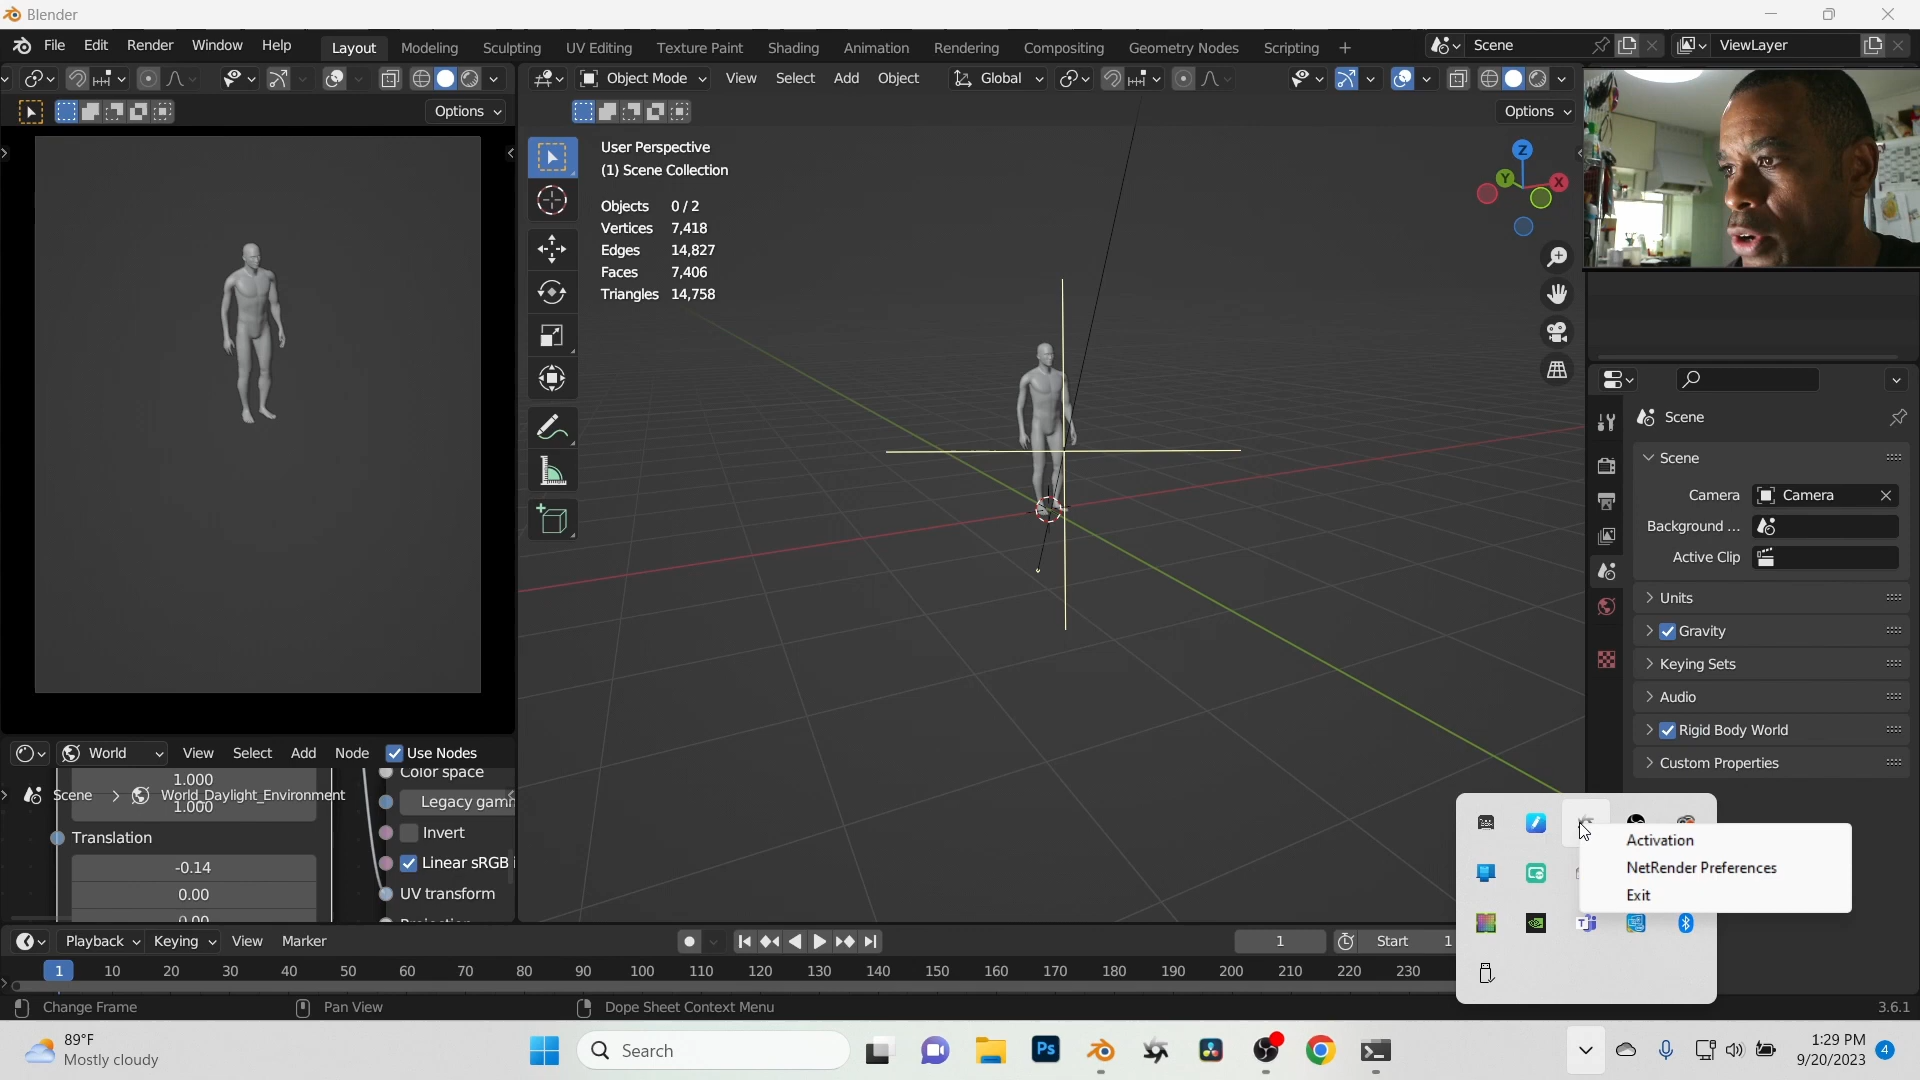 Blender
File Edit Render Window Help Layout Modeling Sculpting UV Editing Texture Paint Shading Animation Rendering Compositing Geometry Nodes Scripting + Scene ViewLayer
Object Mode View Select Add Object Global
Options
Options
User Perspective
(1) Scene Collection
Objects 0 / 2
Vertices 7,418
Edges 14,827
Faces 7,406
Triangles 14,758
Z
Y
X
Scene
Scene
Camera Camera
Background ...
Active Clip
Units
Gravity
Keying Sets
Audio
Rigid Body World
Custom Properties
World View Select Add Node Use Nodes
Color space
1.000
Scene > World_Daylight_Environment
1.000
Legacy gam
Invert
Translation
Linear sRGB i
-0.14
0.00
UV transform
0.00
Activation
NetRender Preferences
Exit
Playback Keying View Marker
1 Start 1
1 10 20 30 40 50 60 70 80 90 100 110 120 130 140 150 160 170 180 190 200 210 220 230
Change Frame Pan View Dope Sheet Context Menu 3.6.1
89°F
Mostly cloudy
Search
Ps
1:29 PM
9/20/2023
4